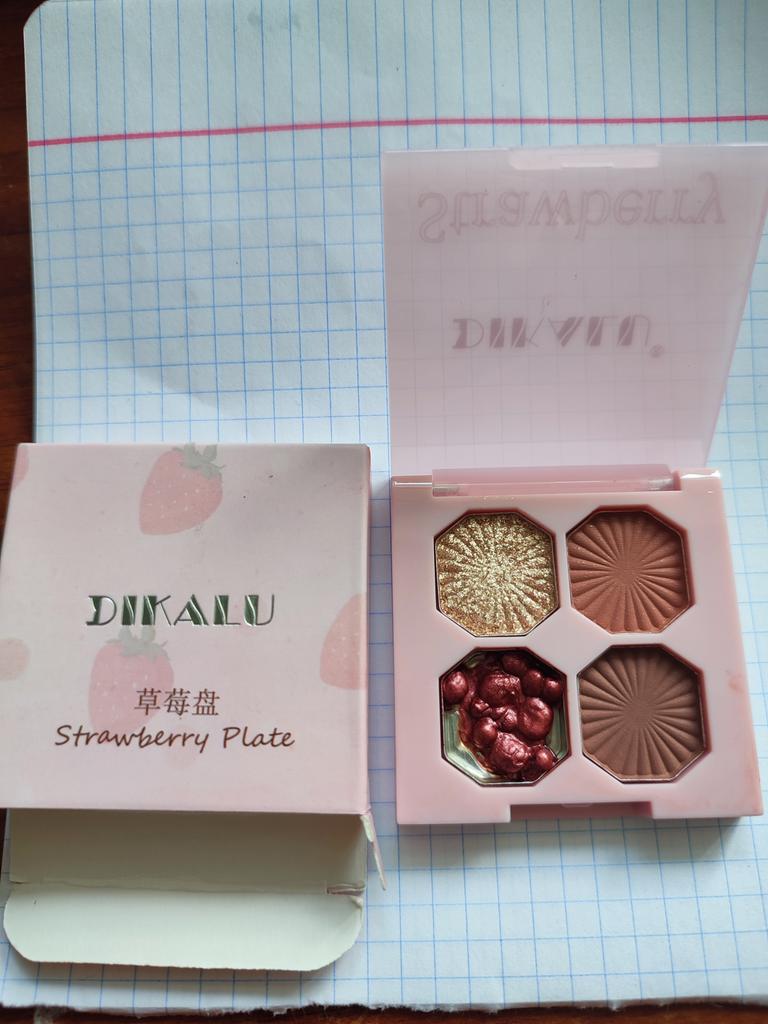 Strawberry
DIKALU®
DIKALU
草莓盘
Strawberry Plate